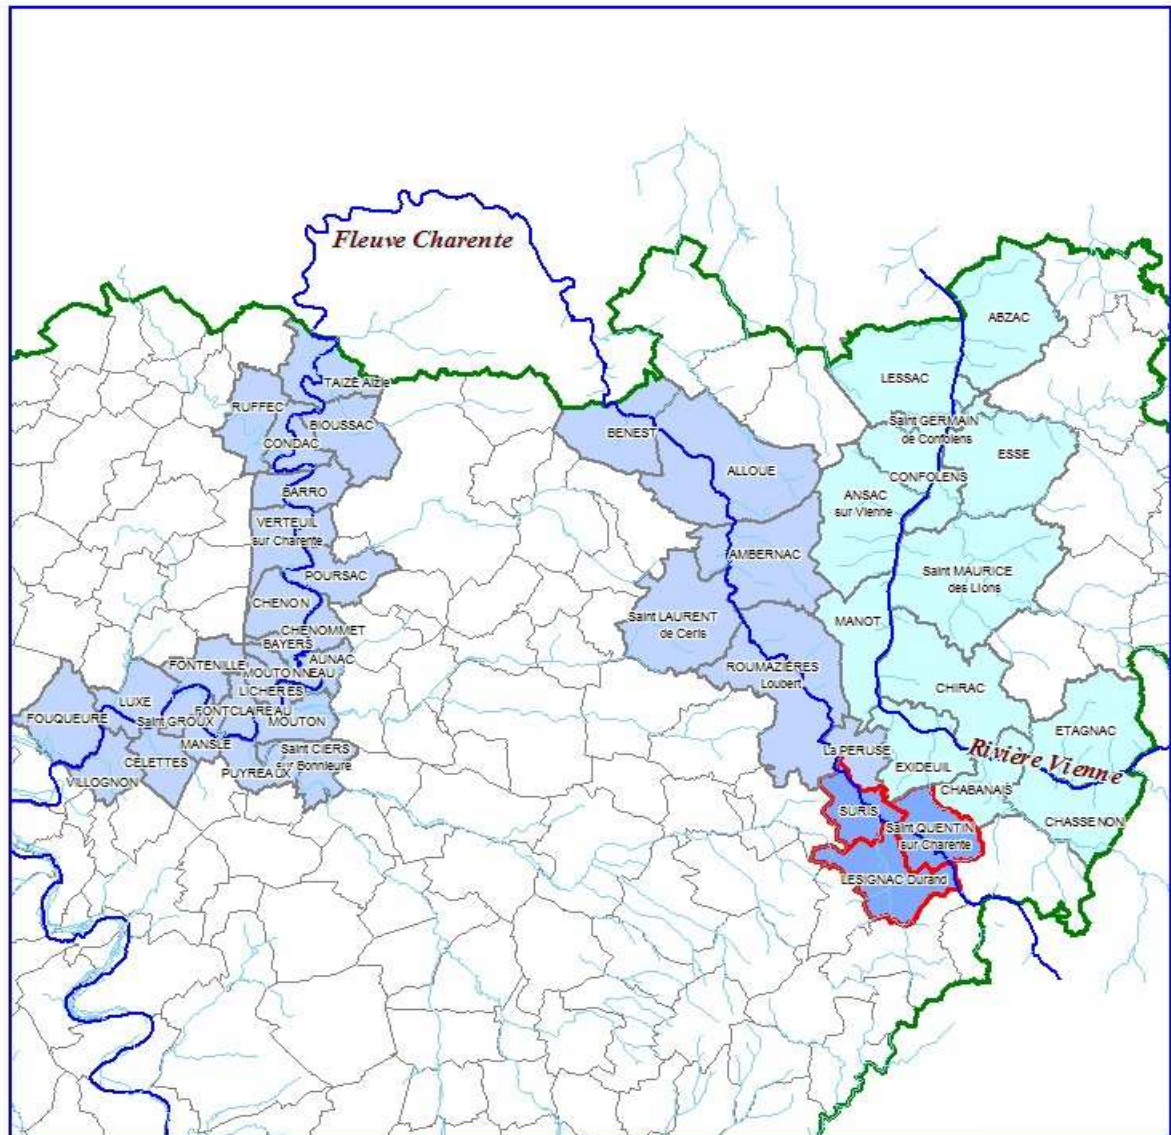 Fleuve Charente
ABZAC
LESSAC
TAIZÉ Aizie
RUFFEC
BIOUSSAC
CONDAC
BENEST
Saint GERMAIN
de Confolens
ESSE
ALLOUE
CONFOLENS
BARRO
ANSAC
sur Vienne
VERTEUIL
sur Charente
AMBERNAC
POURSAC
Saint MAURICE
des Lions
CHENON
Saint LAURENT
de Ceris
MANOT
CHENOMMET
BAYERS
AUNAC
FONTENILLE
MOUTONNEAU
ROUMAZIÈRES
Loubert
LICHERES
CHIRAC
LUXE
FONTCLAIREAU
FOUQUEURE
Saint GROUX
MOUTON
ETAGNAC
MANSLE
Saint CIERS
sur Bonnieure
La PERUSE
Rivière Vienne
CELETTES
EXIDEUIL
PUYREAUX
VILLOGNON
CHABANAIS
SURIS
CHASSENON
Saint QUENTIN
sur Charente
LESIGNAC Durand